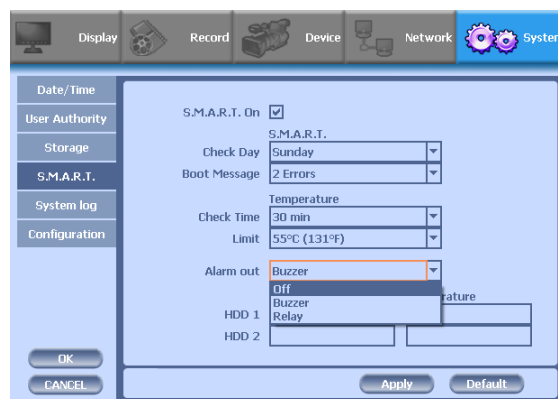 Display Record Device Network System
Date/Time
User Authority
Storage
S.M.A.R.T.
System log
Configuration
OK
CANCEL
S.M.A.R.T. On
S.M.A.R.T.
Check Day Sunday
Boot Message 2 Errors
Temperature
Check Time 30 min
Limit 55°C (131°F)
Alarm out Buzzer
Off
Buzzer
Relay
rature
HDD 1
HDD 2
Apply Default